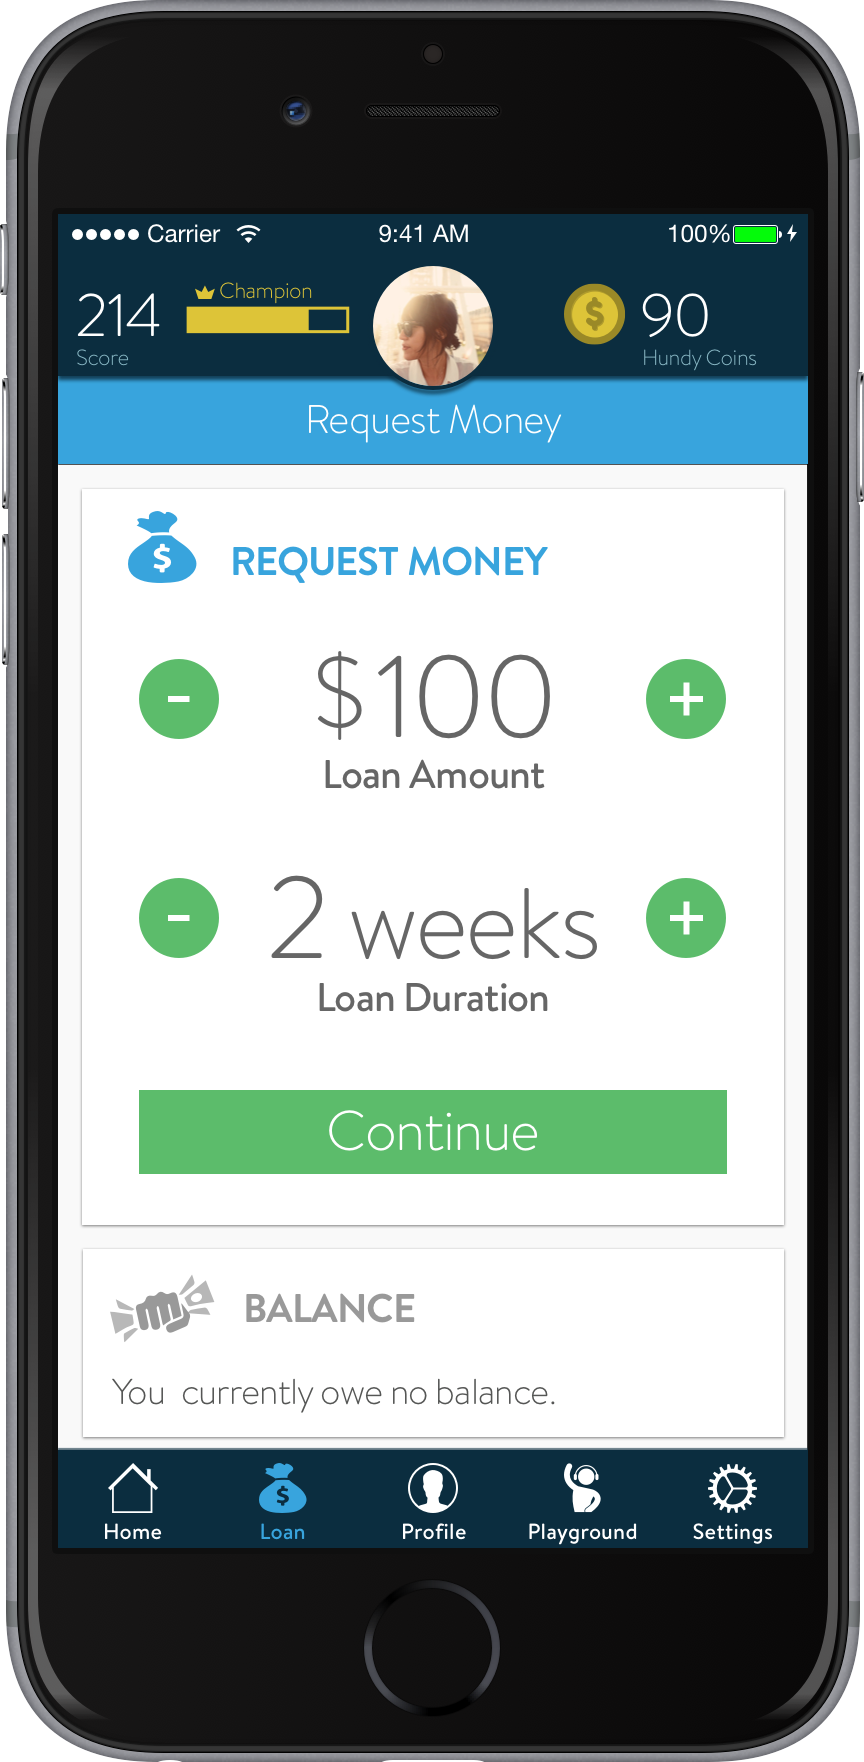 Carrier 9:41 AM 100%
214 Champion $ 90
Score Hundy Coins
Request Money
$ REQUEST MONEY
- $100 +
Loan Amount
- 2 weeks +
Loan Duration
Continue
BALANCE
You currently owe no balance.
$
Home Loan Profile Playground Settings